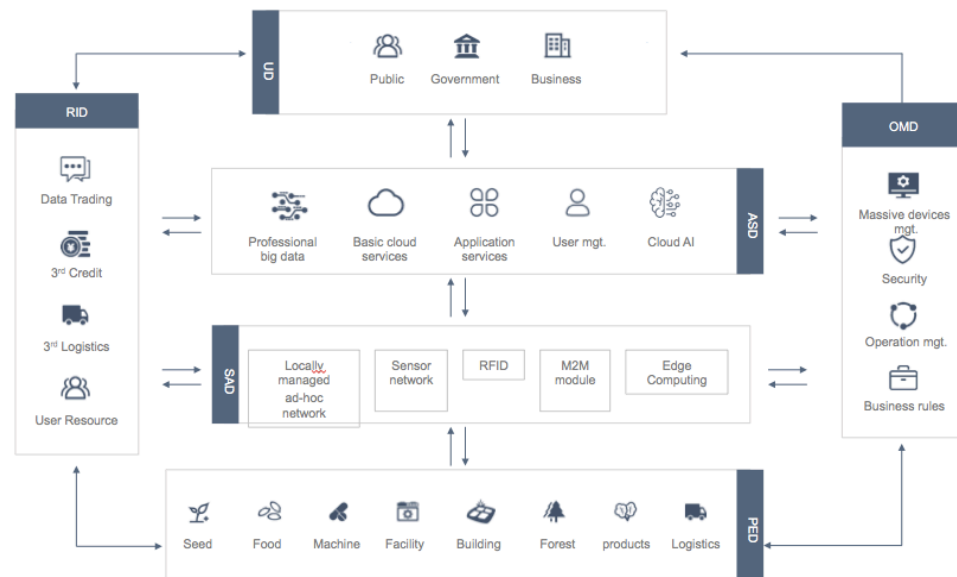 UD
Public
Government
Business
RID
Data Trading
3rd Credit
3rd Logistics
User Resource
OMD
Massive devices
mgt.
Security
Operation mgt.
Business rules
Professional
big data
Basic cloud
services
Application
services
User mgt.
Cloud AI
ASD
SAD
Locally
managed
ad-hoc
network
Sensor
network
RFID
M2M
module
Edge
Computing
Seed
Food
Machine
Facility
Building
Forest
products
Logistics
PED